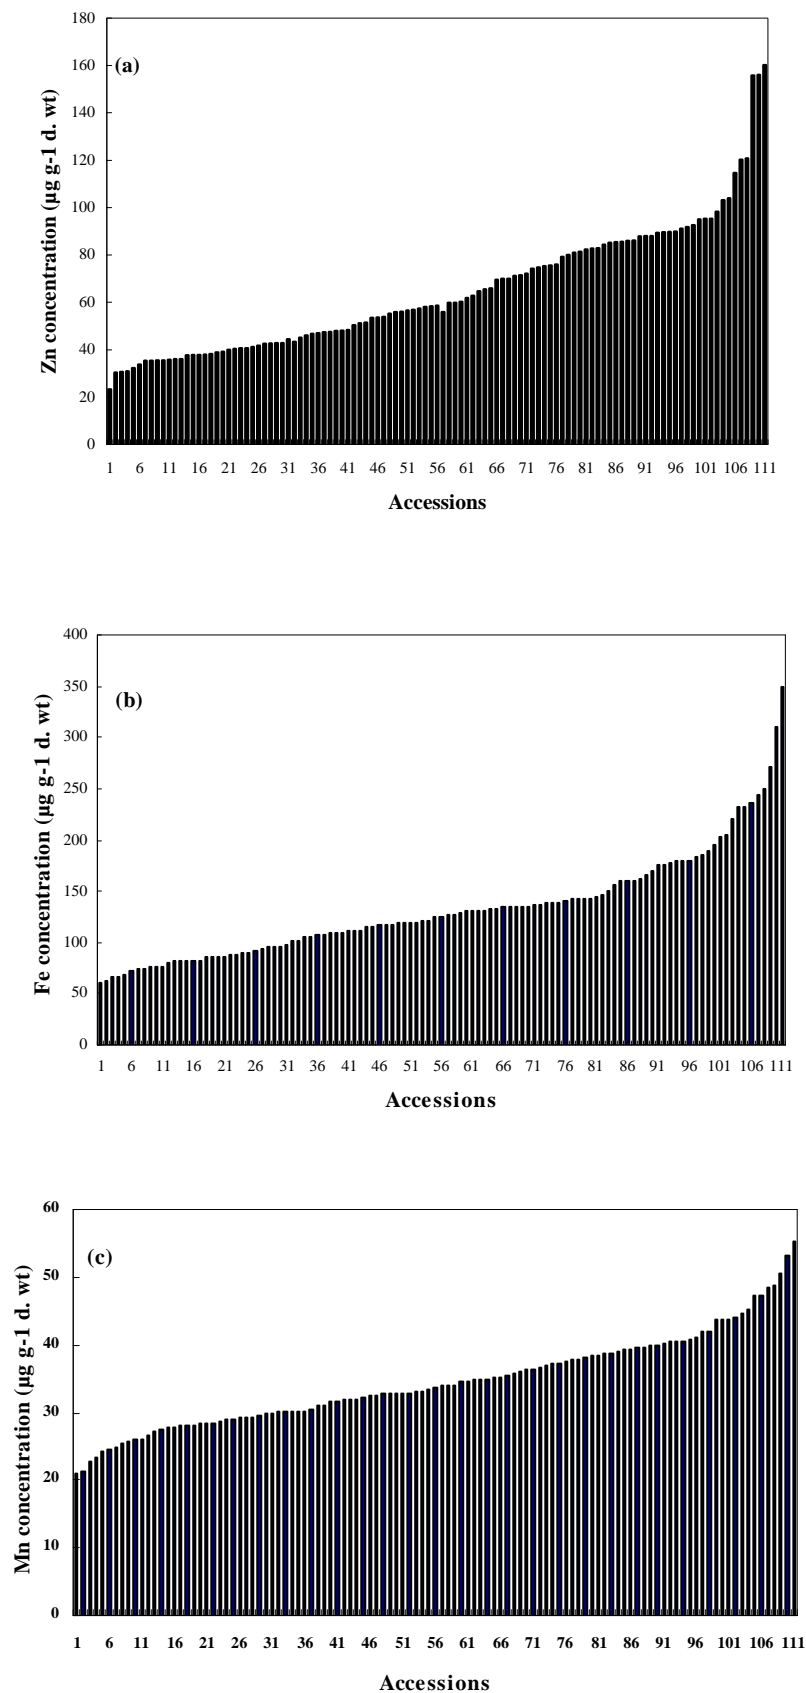 180
160
140
120
100
80
60
40
20
0
(a)
Zn concentration (µg g-1 d. wt)
1 6 11 16 21 26 31 36 41 46 51 56 61 66 71 76 81 86 91 96 101 106 111
Accessions
400
350
300
250
200
150
100
50
0
(b)
Fe concentration (µg g-1 d. wt)
1 6 11 16 21 26 31 36 41 46 51 56 61 66 71 76 81 86 91 96 101 106 111
Accessions
60
50
40
30
20
10
0
(c)
Mn concentration (µg g-1 d. wt)
1 6 11 16 21 26 31 36 41 46 51 56 61 66 71 76 81 86 91 96 101 106 111
Accessions